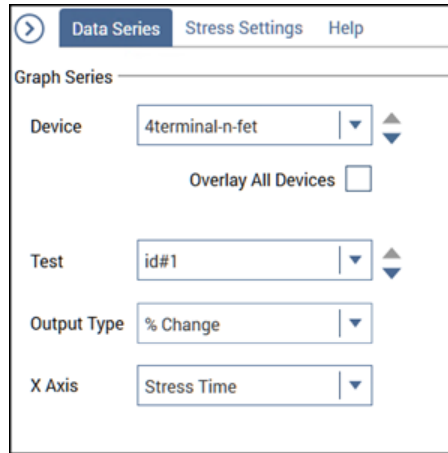 Data Series Stress Settings Help
Graph Series
Device 4terminal-n-fet
Overlay All Devices
Test id#1
Output Type % Change
X Axis Stress Time